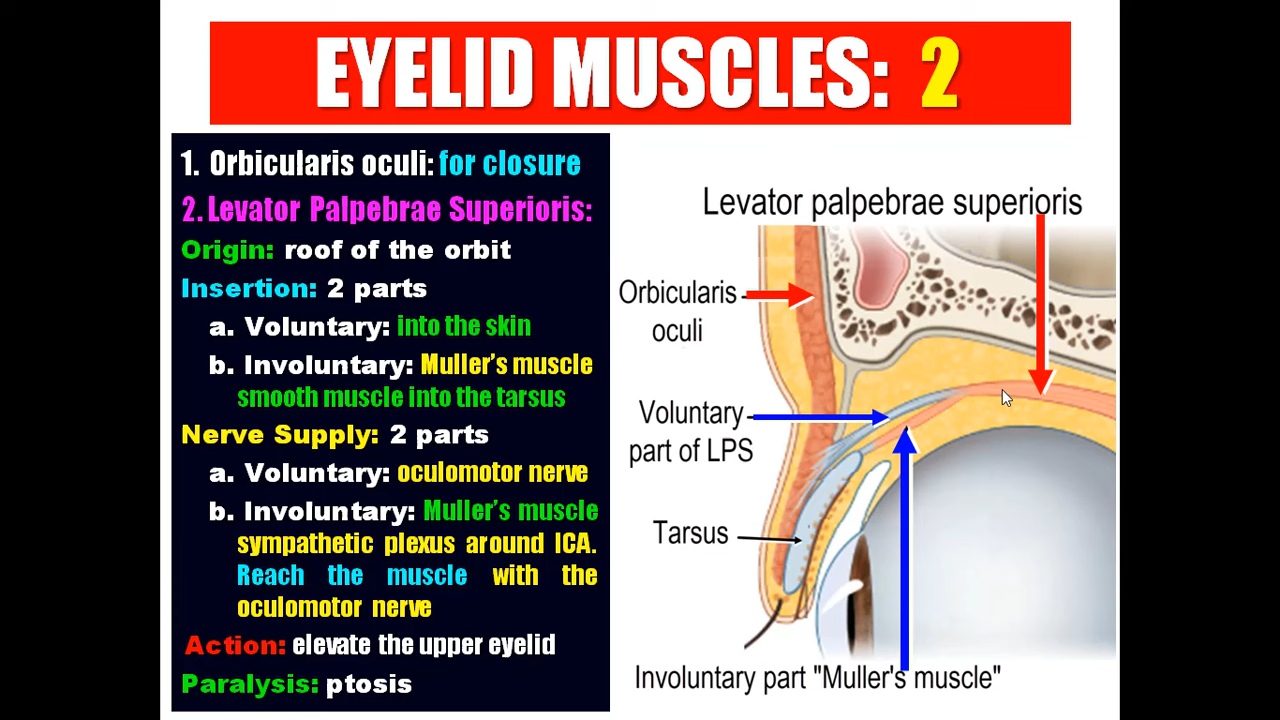 EYELID MUSCLES: 2
1. Orbicularis oculi: for closure
2. Levator Palpebrae Superioris:
Origin: roof of the orbit
Insertion: 2 parts
a. Voluntary: into the skin
b. Involuntary: Muller's muscle
smooth muscle into the tarsus
Nerve Supply: 2 parts
a. Voluntary: oculomotor nerve
b. Involuntary: Muller's muscle
sympathetic plexus around ICA.
Reach the muscle with the
oculomotor nerve
Action: elevate the upper eyelid
Paralysis: ptosis
Levator palpebrae superioris
Orbicularis
oculi
Voluntary
part of LPS
Tarsus
Involuntary part "Muller's muscle"